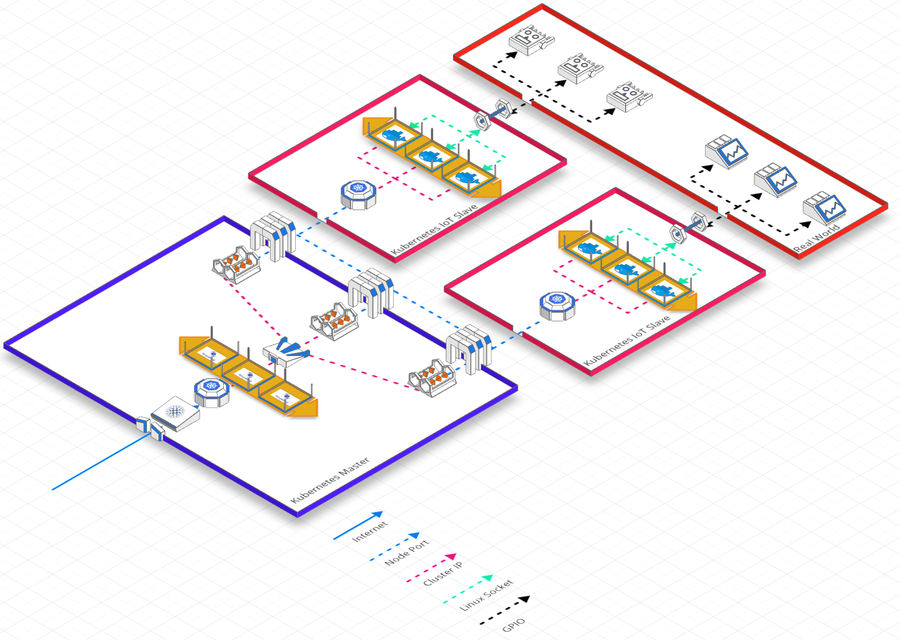 Real World
Kubernetes IoT Slave
Kubernetes IoT Slave
Kubernetes Master
Internet
Node Port
Cluster IP
Linux Socket
GPIO